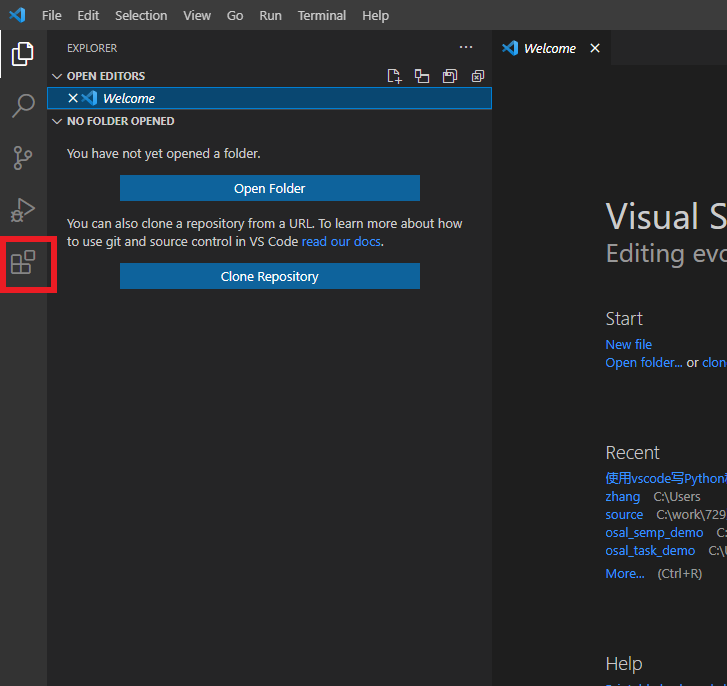 File Edit Selection View Go Run Terminal Help
EXPLORER
Welcome
OPEN EDITORS
Welcome
NO FOLDER OPENED
You have not yet opened a folder.
Open Folder
You can also clone a repository from a URL. To learn more about how
to use git and source control in VS Code read our docs.
Clone Repository
Visual S
Editing evo
Start
New file
Open folder... or clon
Recent
使用vscode写Python
zhang C:\Users
source C:\work\729
osal_semp_demo C:
osal_task_demo C:\
More... (Ctrl+R)
Help